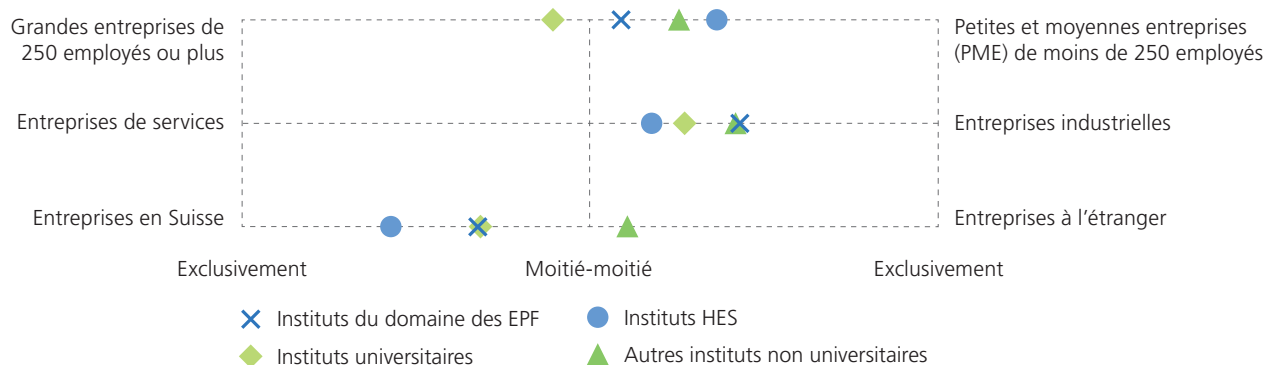 Grandes entreprises de
250 employés ou plus
Petites et moyennes entreprises
(PME) de moins de 250 employés
Entreprises de services
Entreprises industrielles
Entreprises en Suisse
Entreprises à l'étranger
Exclusivement
Moitié-moitié
Exclusivement
Instituts du domaine des EPF
Instituts HES
Instituts universitaires
Autres instituts non universitaires